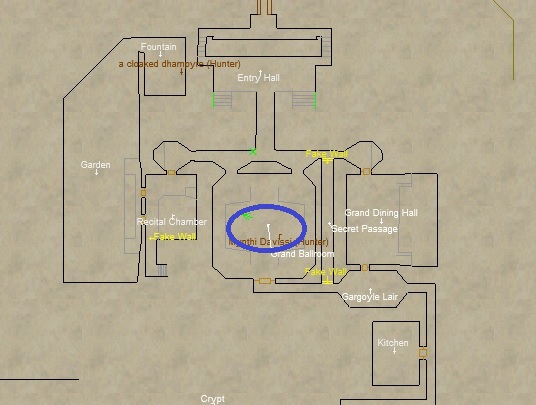 Fountain
a cloaked dhampyre (Hunter)
Entry Hall
Fake Wall
Garden
Grand Dining Hall
Recital Chamber
Secret Passage
Fake Wall
Mynthi Davissi (Hunter)
Grand Ballroom
Fake Wall
Gargoyle Lair
Kitchen
Crypt